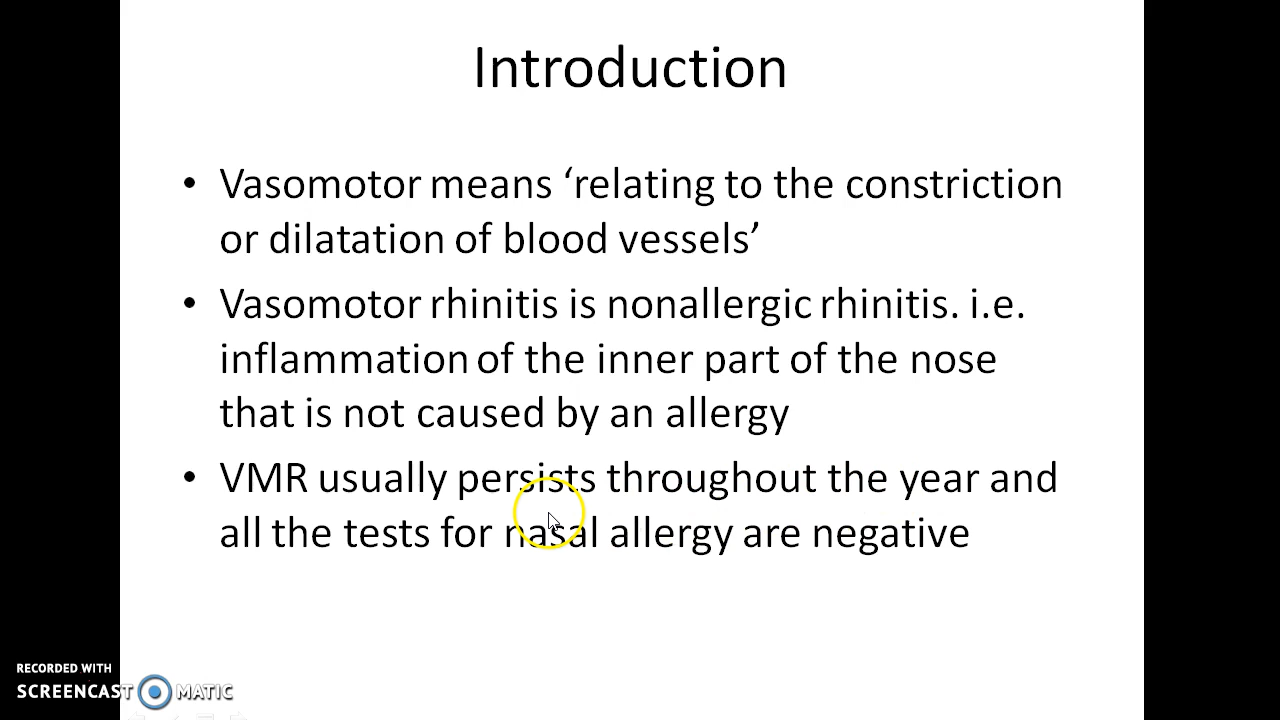 Introduction
• Vasomotor means ‘relating to the constriction
or dilatation of blood vessels’
• Vasomotor rhinitis is nonallergic rhinitis. i.e.
inflammation of the inner part of the nose
that is not caused by an allergy
• VMR usually persists throughout the year and
all the tests for nasal allergy are negative
RECORDED WITH
SCREENCAST MATIC